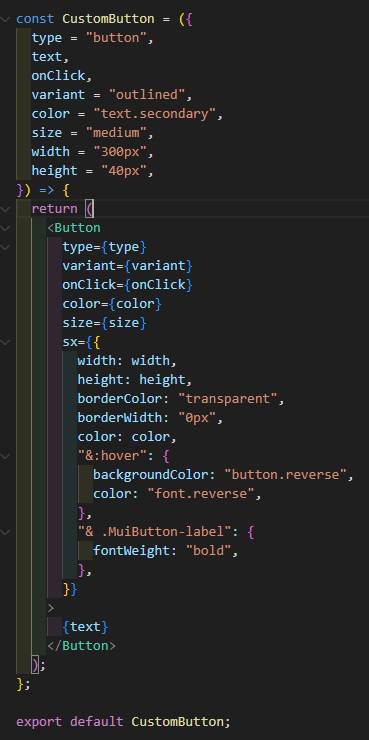 const CustomButton = ({
  type = "button",
  text,
  onClick,
  variant = "outlined",
  color = "text.secondary",
  size = "medium",
  width = "300px",
  height = "40px",
}) => {
  return (
    <Button
      type={type}
      variant={variant}
      onClick={onClick}
      color={color}
      size={size}
      sx={{
        width: width,
        height: height,
        borderColor: "transparent",
        borderWidth: "0px",
        color: color,
        "&:hover": {
          backgroundColor: "button.reverse",
          color: "font.reverse",
        },
        "& .MuiButton-label": {
          fontWeight: "bold",
        },
      }}
    >
      {text}
    </Button>
  );
};

export default CustomButton;